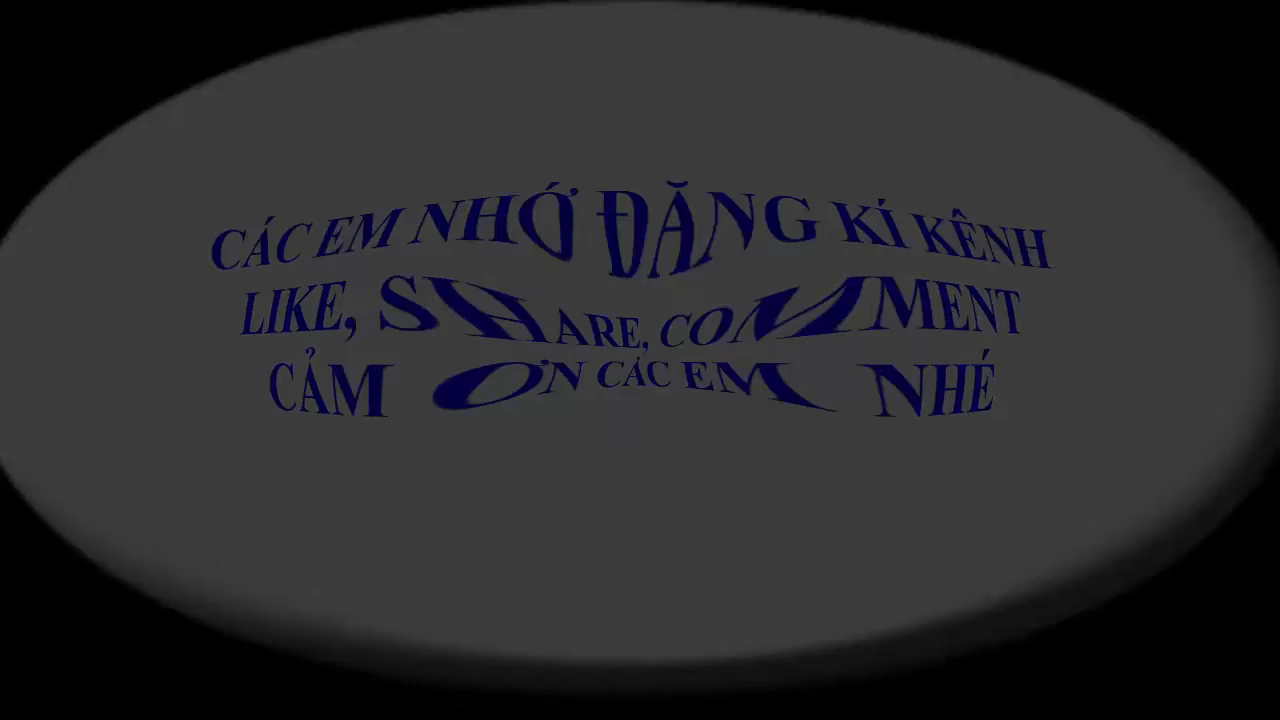 CÁC EM NHỚ ĐĂNG KÍ KÊNH
LIKE, SHARE, COMMENT
CẢM ƠN CÁC EM NHÉ